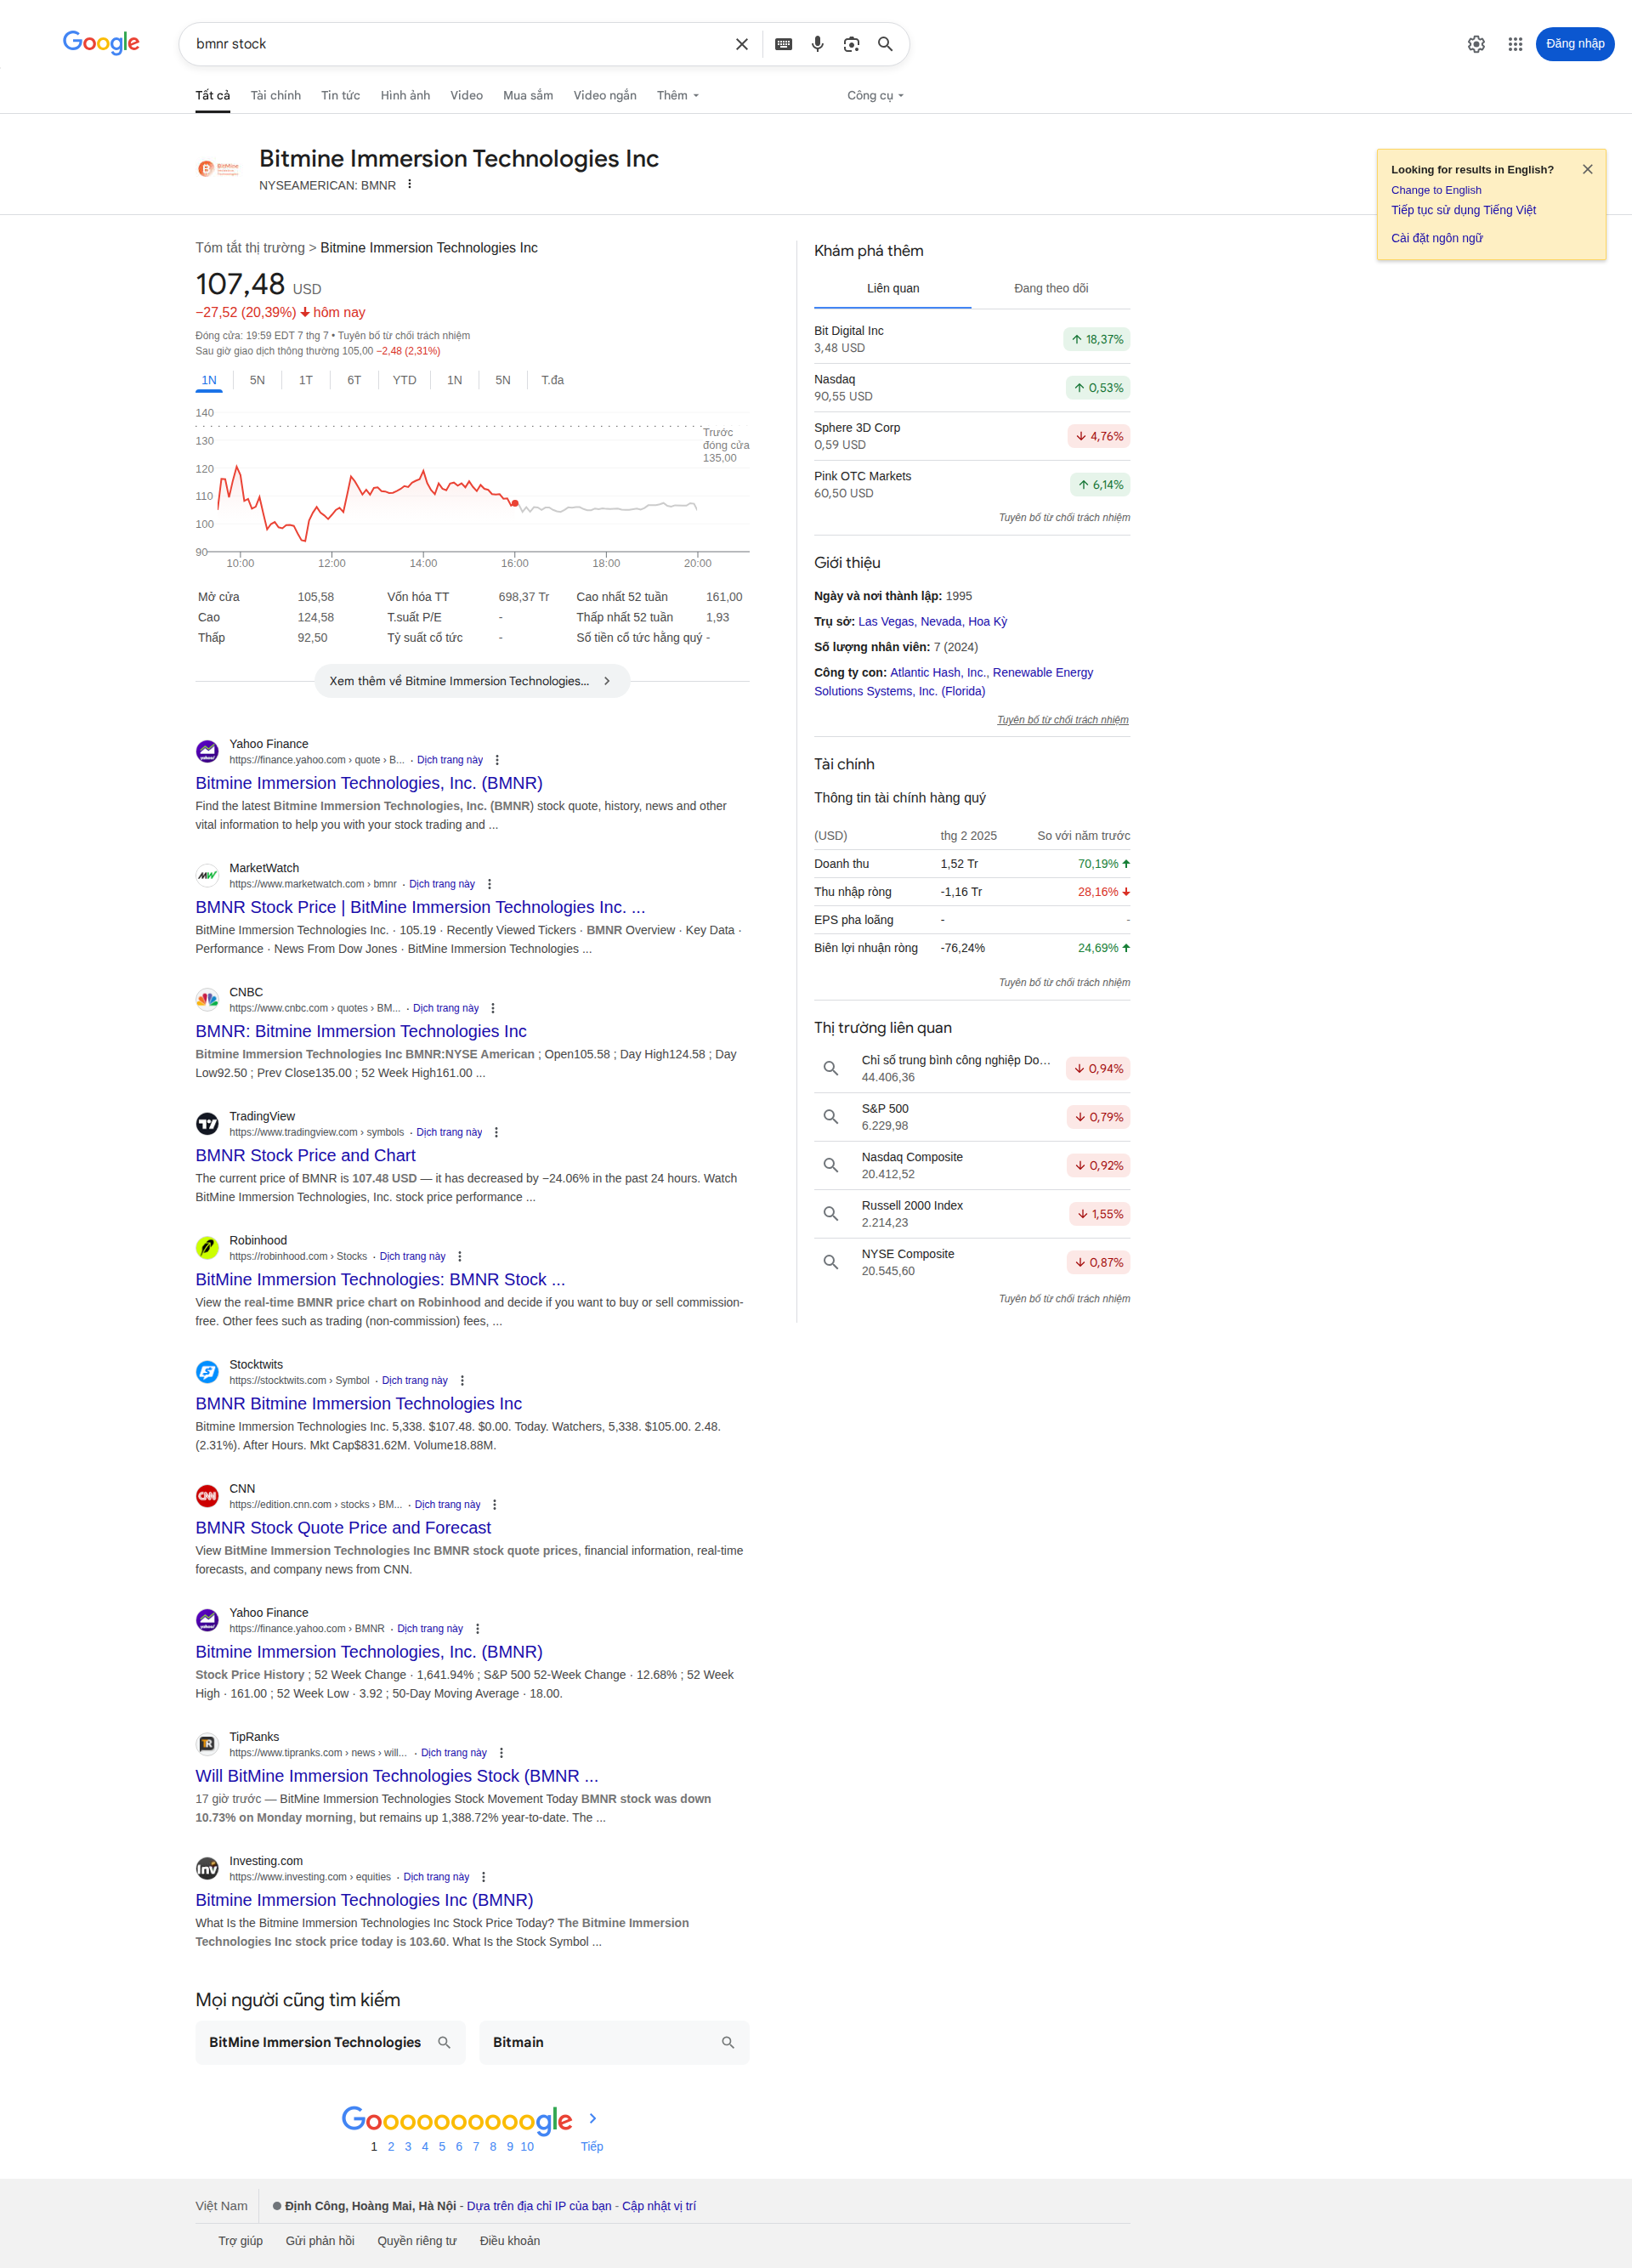 Google
bmnr stock
Đăng nhập
Tất cả Tài chính Tin tức Hình ảnh Video Mua sắm Video ngắn Thêm Công cụ
Bitmine Immersion Technologies Inc
NYSEAMERICAN: BMNR
Looking for results in English?
Change to English
Tiếp tục sử dụng Tiếng Việt
Cài đặt ngôn ngữ
Tóm tắt thị trường > Bitmine Immersion Technologies Inc
107,48 USD
−27,52 (20,39%) hôm nay
Đóng cửa: 19:59 EDT 7 thg 7 • Tuyên bố từ chối trách nhiệm
Sau giờ giao dịch thông thường 105,00 −2,48 (2,31%)
1N 5N 1T 6T YTD 1N 5N T.đa
140
130
120
110
100
90
Trước
đóng cửa
135,00
10:00 12:00 14:00 16:00 18:00 20:00
Mở cửa 105,58 Vốn hóa TT 698,37 Tr Cao nhất 52 tuần 161,00
Cao 124,58 T.suất P/E - Thấp nhất 52 tuần 1,93
Thấp 92,50 Tỷ suất cổ tức - Số tiền cổ tức hằng quý -
Xem thêm về Bitmine Immersion Technologies...
Yahoo Finance
https://finance.yahoo.com › quote › B... · Dịch trang này
Bitmine Immersion Technologies, Inc. (BMNR)
Find the latest Bitmine Immersion Technologies, Inc. (BMNR) stock quote, history, news and other
vital information to help you with your stock trading and ...
MarketWatch
https://www.marketwatch.com › bmnr · Dịch trang này
BMNR Stock Price | BitMine Immersion Technologies Inc. ...
BitMine Immersion Technologies Inc. · 105.19 · Recently Viewed Tickers · BMNR Overview · Key Data ·
Performance · News From Dow Jones · BitMine Immersion Technologies ...
CNBC
https://www.cnbc.com › quotes › BM... · Dịch trang này
BMNR: Bitmine Immersion Technologies Inc
Bitmine Immersion Technologies Inc BMNR:NYSE American ; Open105.58 ; Day High124.58 ; Day
Low92.50 ; Prev Close135.00 ; 52 Week High161.00 ...
TradingView
https://www.tradingview.com › symbols · Dịch trang này
BMNR Stock Price and Chart
The current price of BMNR is 107.48 USD — it has decreased by −24.06% in the past 24 hours. Watch
BitMine Immersion Technologies, Inc. stock price performance ...
Robinhood
https://robinhood.com › Stocks · Dịch trang này
BitMine Immersion Technologies: BMNR Stock ...
View the real-time BMNR price chart on Robinhood and decide if you want to buy or sell commission-
free. Other fees such as trading (non-commission) fees, ...
Stocktwits
https://stocktwits.com › Symbol · Dịch trang này
BMNR Bitmine Immersion Technologies Inc
Bitmine Immersion Technologies Inc. 5,338. $107.48. $0.00. Today. Watchers, 5,338. $105.00. 2.48.
(2.31%). After Hours. Mkt Cap$831.62M. Volume18.88M.
CNN
https://edition.cnn.com › stocks › BM... · Dịch trang này
BMNR Stock Quote Price and Forecast
View BitMine Immersion Technologies Inc BMNR stock quote prices, financial information, real-time
forecasts, and company news from CNN.
Yahoo Finance
https://finance.yahoo.com › BMNR · Dịch trang này
Bitmine Immersion Technologies, Inc. (BMNR)
Stock Price History ; 52 Week Change · 1,641.94% ; S&P 500 52-Week Change · 12.68% ; 52 Week
High · 161.00 ; 52 Week Low · 3.92 ; 50-Day Moving Average · 18.00.
TipRanks
https://www.tipranks.com › news › will... · Dịch trang này
Will BitMine Immersion Technologies Stock (BMNR ...
17 giờ trước — BitMine Immersion Technologies Stock Movement Today BMNR stock was down
10.73% on Monday morning, but remains up 1,388.72% year-to-date. The ...
Investing.com
https://www.investing.com › equities · Dịch trang này
Bitmine Immersion Technologies Inc (BMNR)
What Is the Bitmine Immersion Technologies Inc Stock Price Today? The Bitmine Immersion
Technologies Inc stock price today is 103.60. What Is the Stock Symbol ...
Mọi người cũng tìm kiếm
BitMine Immersion Technologies
Bitmain
Khám phá thêm
Liên quan Đang theo dõi
Bit Digital Inc
3,48 USD 18,37%
Nasdaq
90,55 USD 0,53%
Sphere 3D Corp
0,59 USD 4,76%
Pink OTC Markets
60,50 USD 6,14%
Tuyên bố từ chối trách nhiệm
Giới thiệu
Ngày và nơi thành lập: 1995
Trụ sở: Las Vegas, Nevada, Hoa Kỳ
Số lượng nhân viên: 7 (2024)
Công ty con: Atlantic Hash, Inc., Renewable Energy
Solutions Systems, Inc. (Florida)
Tuyên bố từ chối trách nhiệm
Tài chính
Thông tin tài chính hàng quý
(USD) thg 2 2025 So với năm trước
Doanh thu 1,52 Tr 70,19%
Thu nhập ròng -1,16 Tr 28,16%
EPS pha loãng - -
Biên lợi nhuận ròng -76,24% 24,69%
Tuyên bố từ chối trách nhiệm
Thị trường liên quan
Chỉ số trung bình công nghiệp Do...
44.406,36 0,94%
S&P 500
6.229,98 0,79%
Nasdaq Composite
20.412,52 0,92%
Russell 2000 Index
2.214,23 1,55%
NYSE Composite
20.545,60 0,87%
Tuyên bố từ chối trách nhiệm
Goooooooooogle
1 2 3 4 5 6 7 8 9 10 Tiếp
Việt Nam
Định Công, Hoàng Mai, Hà Nội - Dựa trên địa chỉ IP của bạn - Cập nhật vị trí
Trợ giúp Gửi phản hồi Quyền riêng tư Điều khoản